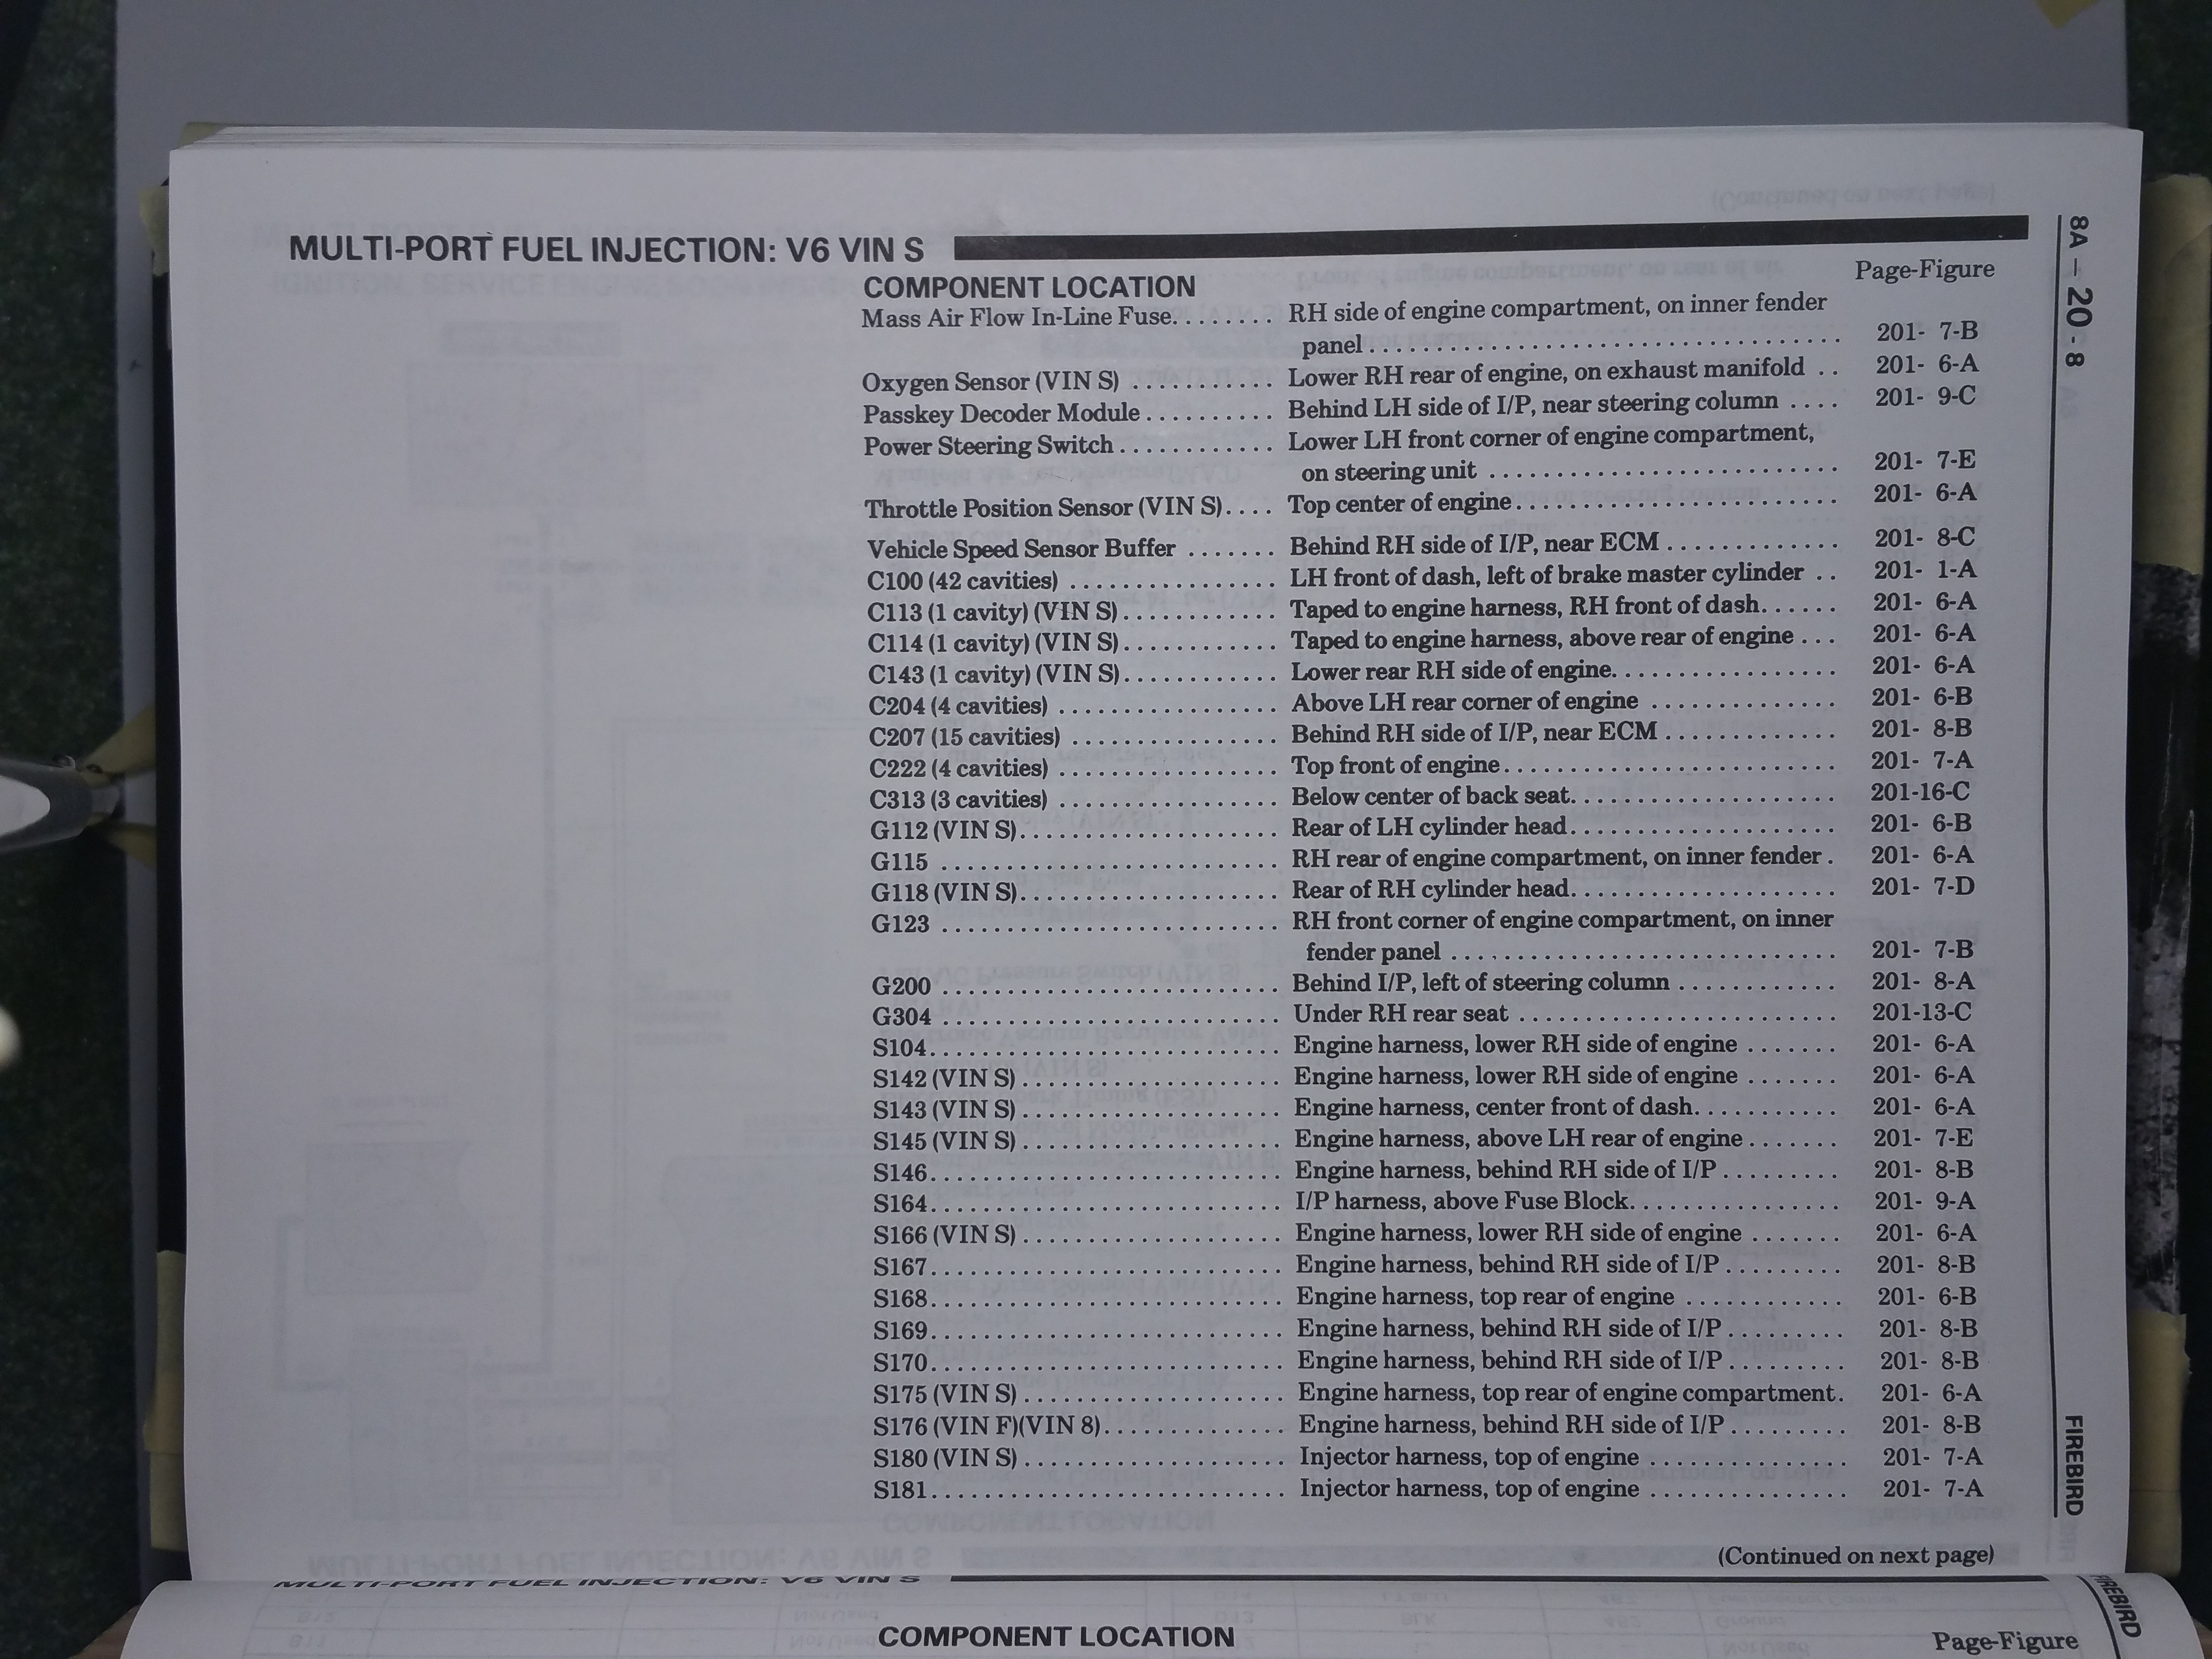 MULTI-PORT FUEL INJECTION: V6 VIN S
8A – 20 - 8
COMPONENT LOCATION Page-Figure
Mass Air Flow In-Line Fuse........ RH side of engine compartment, on inner fender
panel.................................... 201- 7-B
Oxygen Sensor (VIN S) ........... Lower RH rear of engine, on exhaust manifold .. 201- 6-A
Passkey Decoder Module.......... Behind LH side of I/P, near steering column .... 201- 9-C
Power Steering Switch............ Lower LH front corner of engine compartment,
on steering unit ........................... 201- 7-E
Throttle Position Sensor (VIN S).... Top center of engine......................... 201- 6-A
Vehicle Speed Sensor Buffer ....... Behind RH side of I/P, near ECM............. 201- 8-C
C100 (42 cavities) ................ LH front of dash, left of brake master cylinder .. 201- 1-A
C113 (1 cavity) (VIN S)............ Taped to engine harness, RH front of dash...... 201- 6-A
C114 (1 cavity) (VIN S)............ Taped to engine harness, above rear of engine... 201- 6-A
C143 (1 cavity) (VIN S)............ Lower rear RH side of engine................. 201- 6-A
C204 (4 cavities) ................. Above LH rear corner of engine .............. 201- 6-B
C207 (15 cavities) ................ Behind RH side of I/P, near ECM............. 201- 8-B
C222 (4 cavities) ................. Top front of engine.......................... 201- 7-A
C313 (3 cavities) ................. Below center of back seat..................... 201-16-C
G112 (VIN S).................... Rear of LH cylinder head..................... 201- 6-B
G115 .......................... RH rear of engine compartment, on inner fender. 201- 6-A
G118 (VIN S).................... Rear of RH cylinder head..................... 201- 7-D
G123 .......................... RH front corner of engine compartment, on inner
fender panel .............................. 201- 7-B
G200 .......................... Behind I/P, left of steering column ............ 201- 8-A
G304 .......................... Under RH rear seat ......................... 201-13-C
S104........................... Engine harness, lower RH side of engine ....... 201- 6-A
S142 (VIN S).................... Engine harness, lower RH side of engine ....... 201- 6-A
S143 (VIN S).................... Engine harness, center front of dash........... 201- 6-A
S145 (VIN S).................... Engine harness, above LH rear of engine....... 201- 7-E
S146........................... Engine harness, behind RH side of I/P......... 201- 8-B
S164........................... I/P harness, above Fuse Block................ 201- 9-A
S166 (VIN S).................... Engine harness, lower RH side of engine ....... 201- 6-A
S167........................... Engine harness, behind RH side of I/P......... 201- 8-B
S168........................... Engine harness, top rear of engine ............ 201- 6-B
S169........................... Engine harness, behind RH side of I/P......... 201- 8-B
S170........................... Engine harness, behind RH side of I/P......... 201- 8-B
S175 (VIN S).................... Engine harness, top rear of engine compartment. 201- 6-A
S176 (VIN F)(VIN 8).............. Engine harness, behind RH side of I/P......... 201- 8-B
S180 (VIN S).................... Injector harness, top of engine ............... 201- 7-A
S181........................... Injector harness, top of engine ............... 201- 7-A
FIREBIRD
(Continued on next page)
MULTI-PORT FUEL INJECTION: V6 VIN S
FIREBIRD
COMPONENT LOCATION Page-Figure